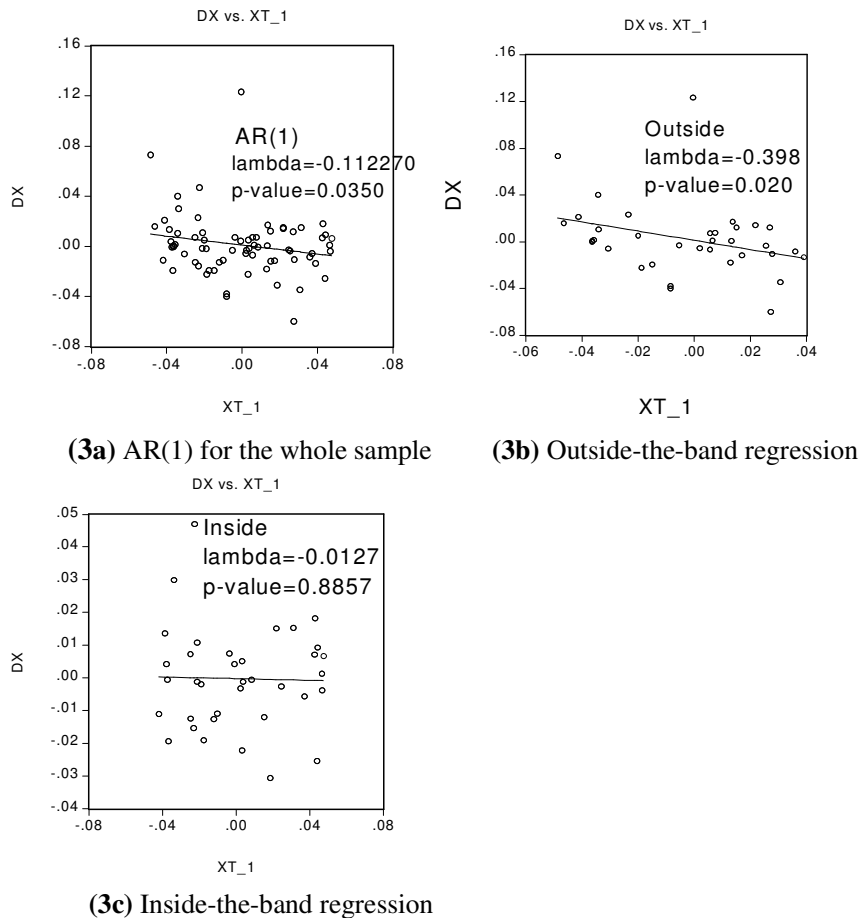 DX vs. XT_1
.16
.12
.08
.04
.00
-.04
-.08
DX
AR(1)
lambda=-0.112270
p-value=0.0350
-.08 -.04 .00 .04 .08
XT_1
(3a) AR(1) for the whole sample
DX vs. XT_1
.16
.12
.08
.04
.00
-.04
-.08
DX
Outside
lambda=-0.398
p-value=0.020
-.06 -.04 -.02 .00 .02 .04
XT_1
(3b) Outside-the-band regression
DX vs. XT_1
.05
.04
.03
.02
.01
.00
-.01
-.02
-.03
-.04
DX
Inside
lambda=-0.0127
p-value=0.8857
-.08 -.04 .00 .04 .08
XT_1
(3c) Inside-the-band regression